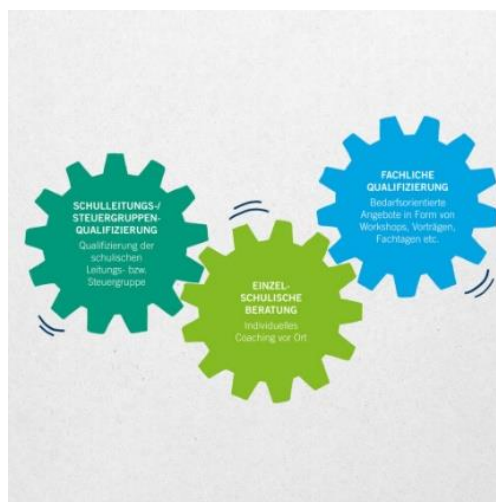 SCHULLEITUNGS-/
STEUERGRUPPEN-
QUALIFIZIERUNG
Qualifizierung der
schulischen
Leitungs- bzw.
Steuergruppe
EINZEL-
SCHULISCHE
BERATUNG
Individuelles
Coaching vor Ort
FACHLICHE
QUALIFIZIERUNG
Bedarfsorientierte
Angebote in Form von
Workshops, Vorträgen,
Fachtagen etc.